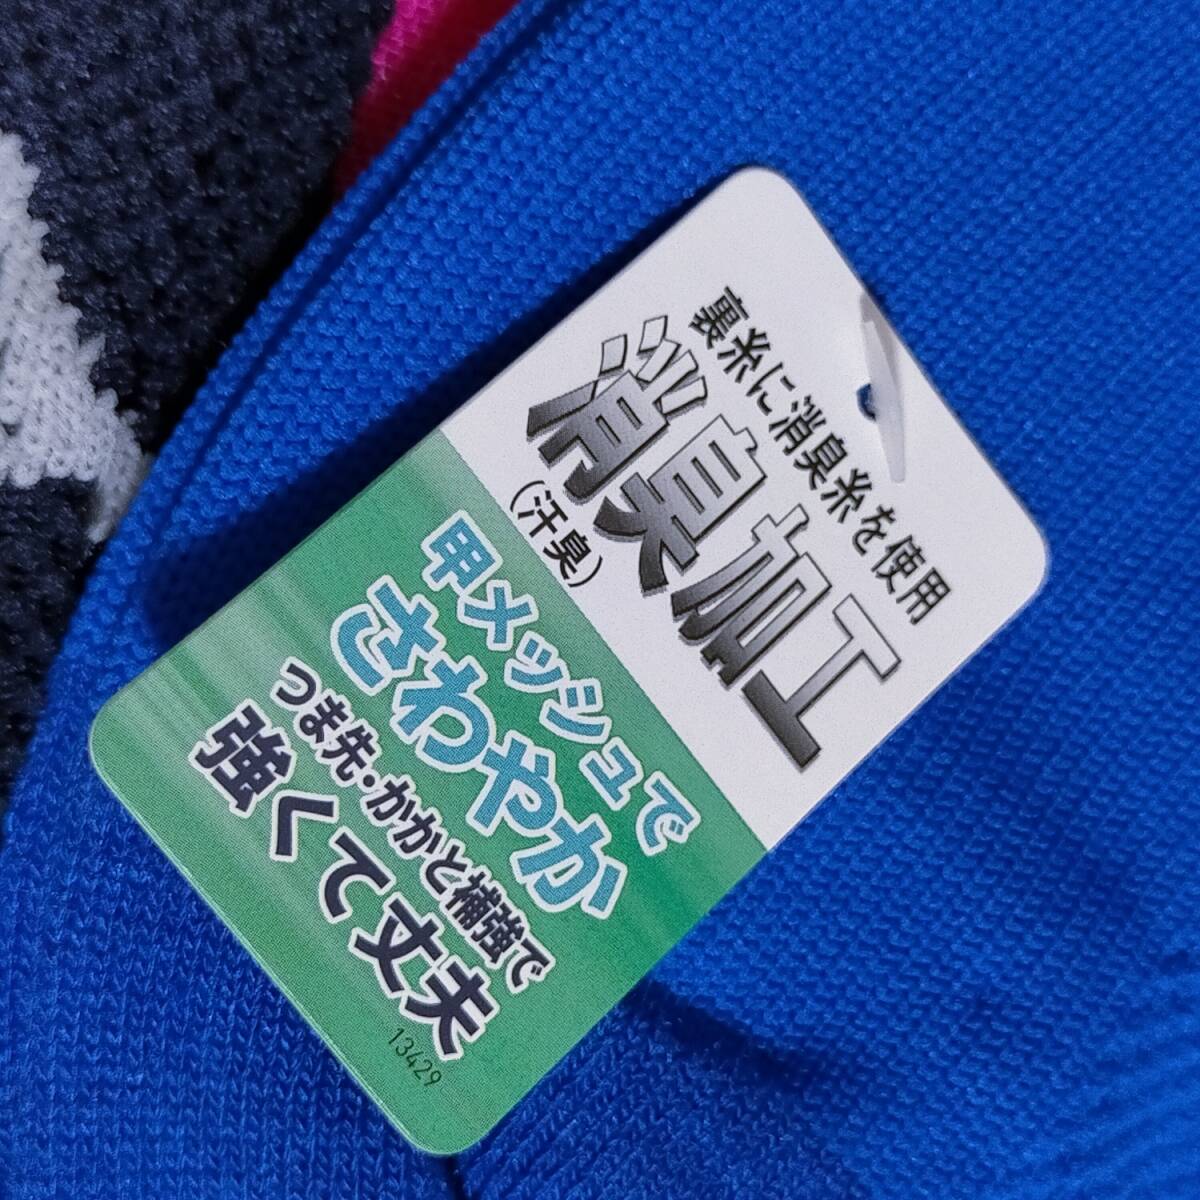 裏糸に消臭糸を使用
消臭加工
(汗臭)
甲メッシュで
さわやか
つま先・かかと補強で
強くて丈夫
13429